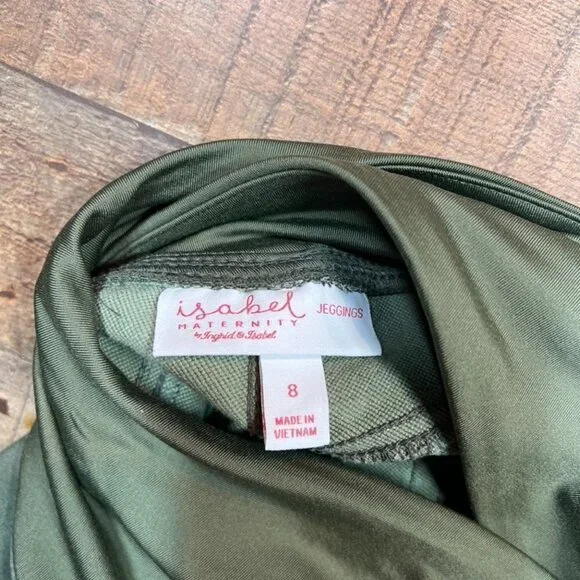 isabel
MATERNITY
by Ingrid & Isabel.
JEGGINGS
8
MADE IN
VIETNAM